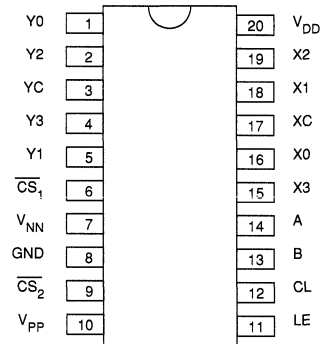 Y0 1 20 VDD
Y2 2 19 X2
YC 3 18 X1
Y3 4 17 XC
Y1 5 16 X0
CS1 6 15 X3
VNN 7 14 A
GND 8 13 B
CS2 9 12 CL
VPP 10 11 LE